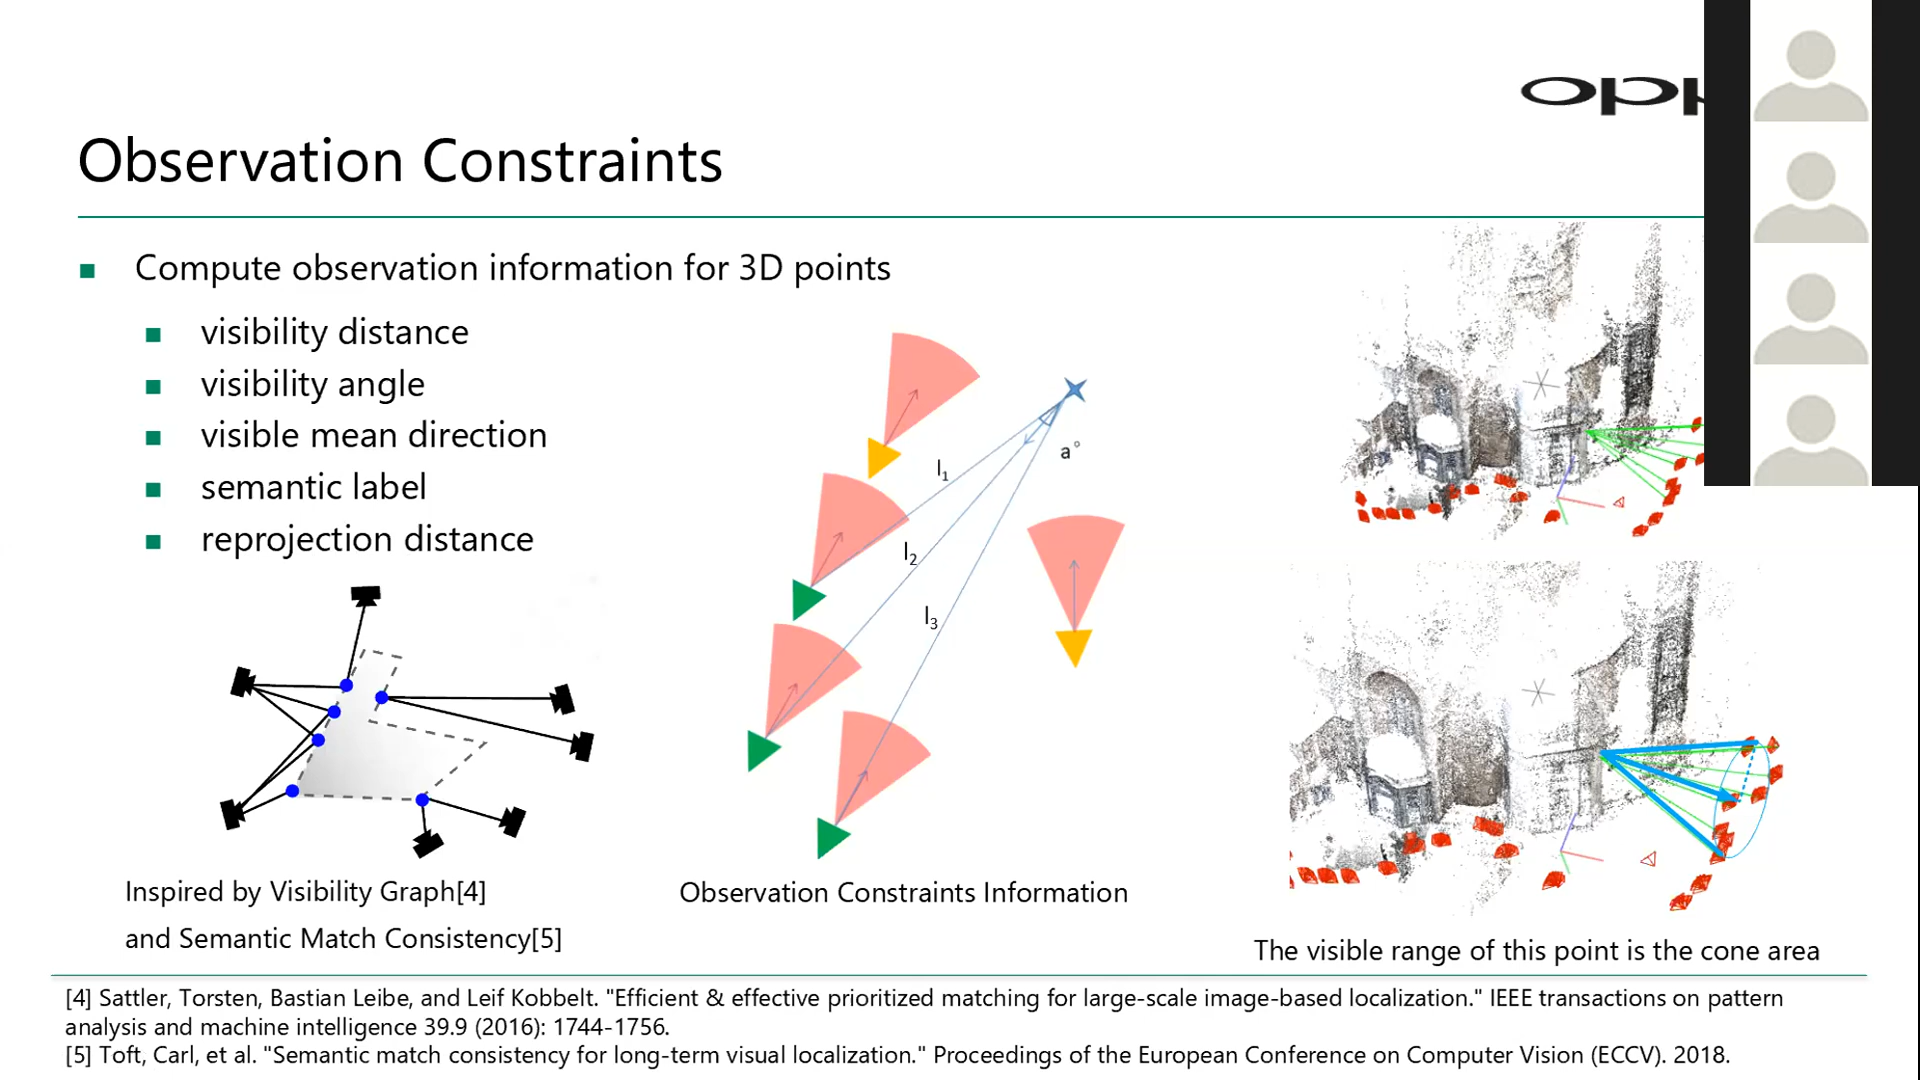 Observation Constraints
Compute observation information for 3D points
visibility distance
visibility angle
visible mean direction
semantic label
reprojection distance
l1
l2
l3
a°
Inspired by Visibility Graph[4]
and Semantic Match Consistency[5]
Observation Constraints Information
The visible range of this point is the cone area
[4] Sattler, Torsten, Bastian Leibe, and Leif Kobbelt. "Efficient & effective prioritized matching for large-scale image-based localization." IEEE transactions on pattern
analysis and machine intelligence 39.9 (2016): 1744-1756.
[5] Toft, Carl, et al. "Semantic match consistency for long-term visual localization." Proceedings of the European Conference on Computer Vision (ECCV). 2018.